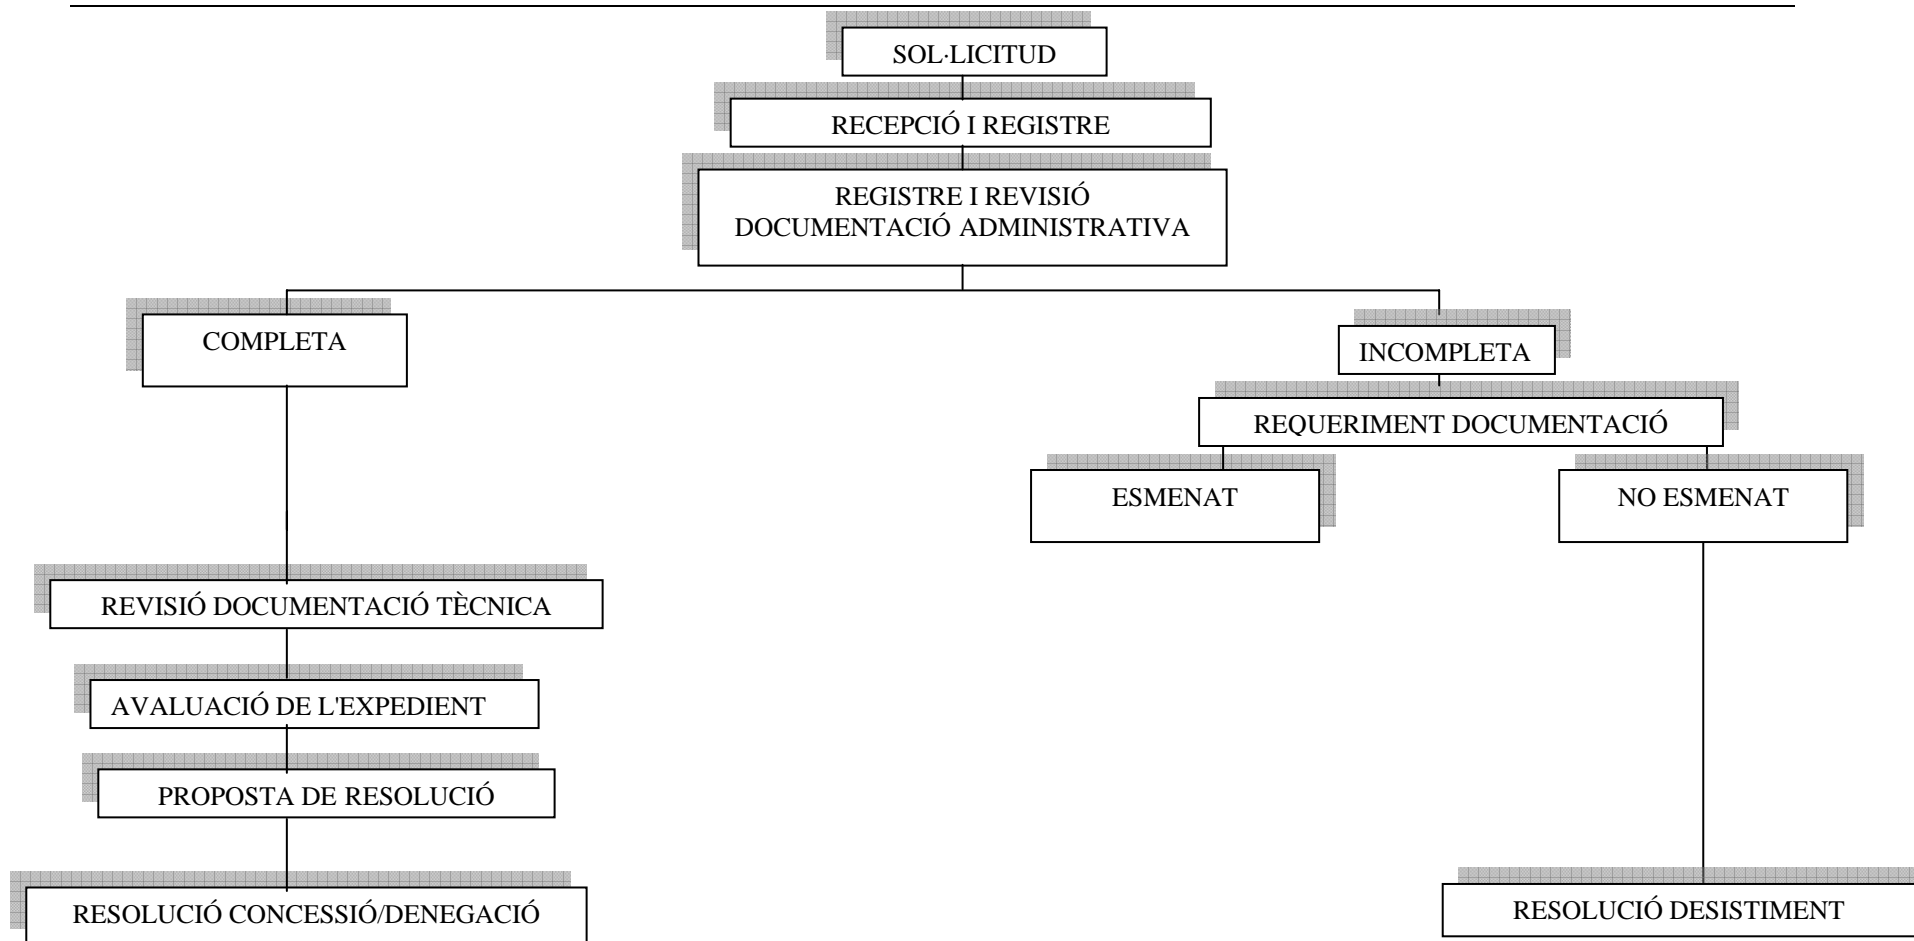 SOL·LICITUD
RECEPCIÓ I REGISTRE
REGISTRE I REVISIÓ
DOCUMENTACIÓ ADMINISTRATIVA
COMPLETA
INCOMPLETA
REQUERIMENT DOCUMENTACIÓ
ESMENAT
NO ESMENAT
REVISIÓ DOCUMENTACIÓ TÈCNICA
AVALUACIÓ DE L'EXPEDIENT
PROPOSTA DE RESOLUCIÓ
RESOLUCIÓ CONCESSIÓ/DENEGACIÓ
RESOLUCIÓ DESISTIMENT